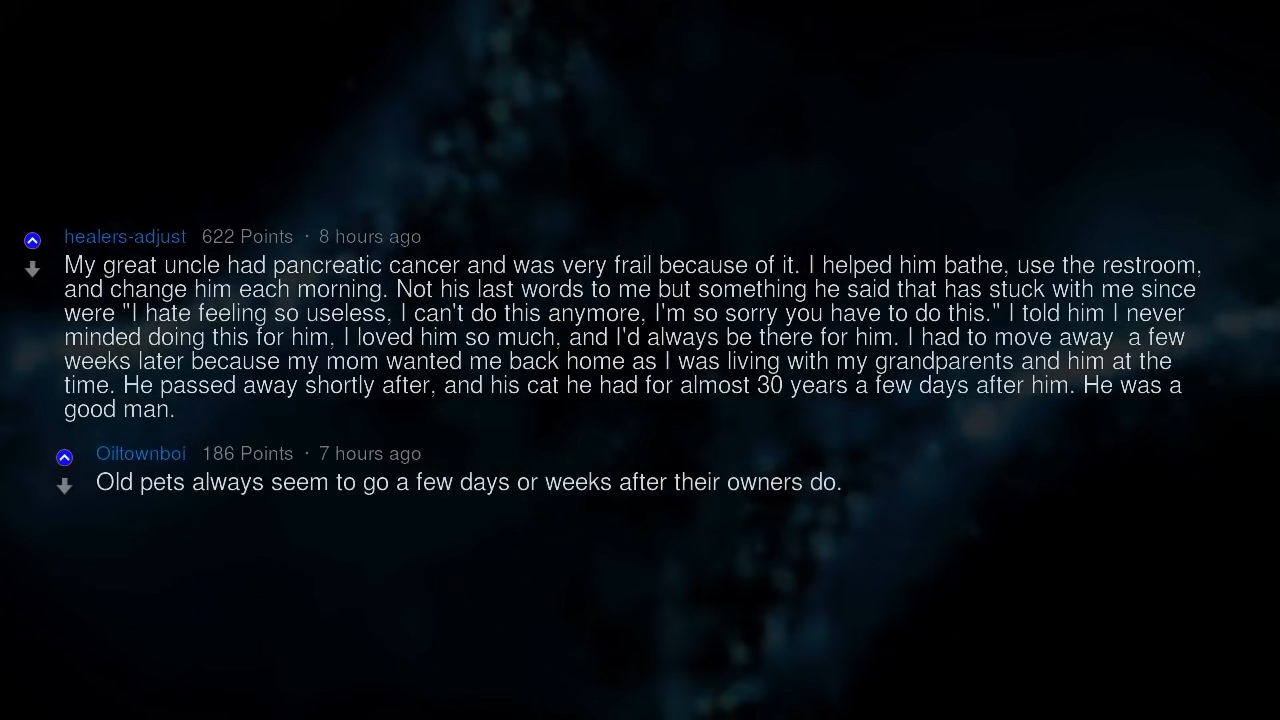 healers-adjust 622 Points · 8 hours ago
My great uncle had pancreatic cancer and was very frail because of it. I helped him bathe, use the restroom,
and change him each morning. Not his last words to me but something he said that has stuck with me since
were "I hate feeling so useless, I can't do this anymore, I'm so sorry you have to do this." I told him I never
minded doing this for him, I loved him so much, and I'd always be there for him. I had to move away  a few
weeks later because my mom wanted me back home as I was living with my grandparents and him at the
time. He passed away shortly after, and his cat he had for almost 30 years a few days after him. He was a
good man.
Oiltownboi 186 Points · 7 hours ago
Old pets always seem to go a few days or weeks after their owners do.